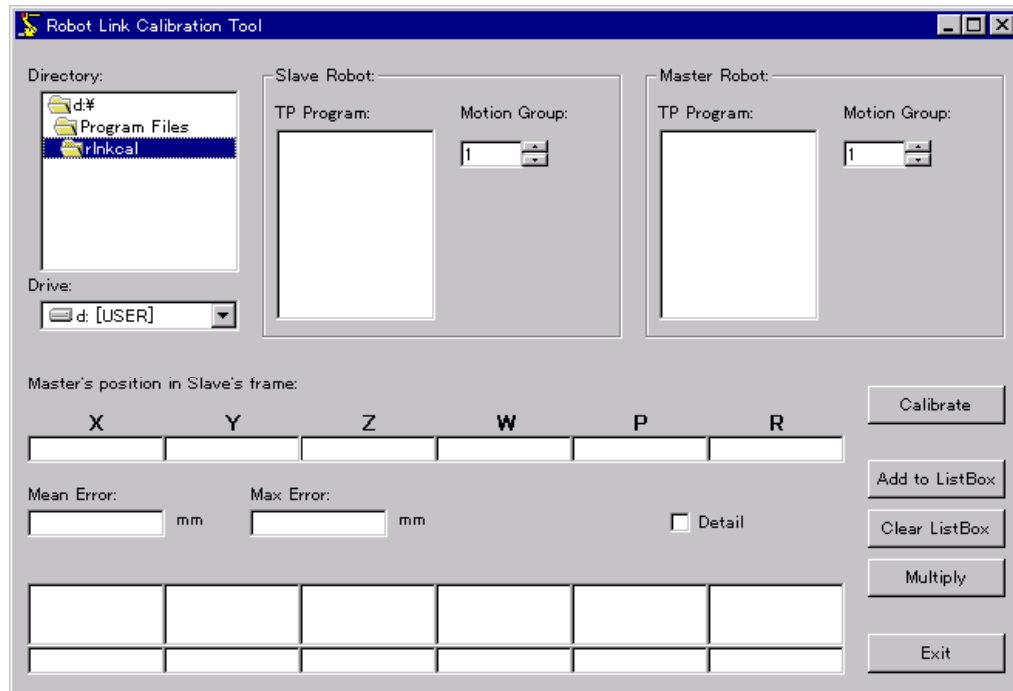 Robot Link Calibration Tool
Directory:
d:¥
Program Files
rlnkcal
Drive:
d: [USER]
Slave Robot:
TP Program:
Motion Group:
1
Master Robot:
TP Program:
Motion Group:
1
Master's position in Slave's frame:
X Y Z W P R
Calibrate
Mean Error:
mm
Max Error:
mm
Detail
Add to ListBox
Clear ListBox
Multiply
Exit